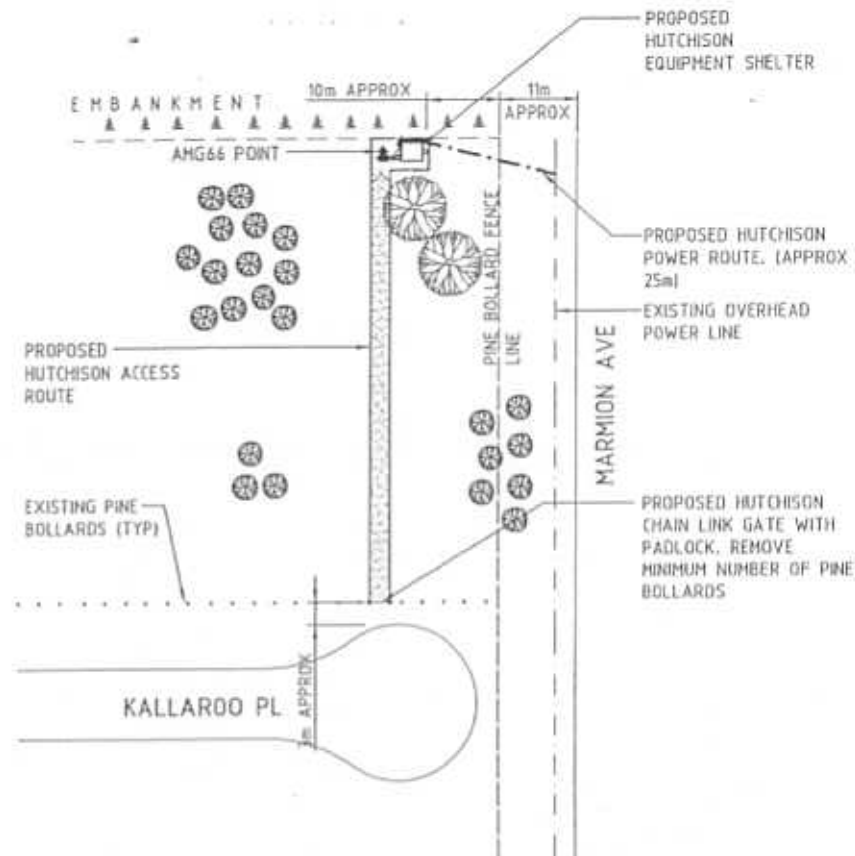 PROPOSED
HUTCHISON
EQUIPMENT SHELTER
10m APPROX
11m
APPROX
EMBANKMENT
AMG66 POINT
PINE BOLLARD FENCE
LINE
PROPOSED HUTCHISON
POWER ROUTE. (APPROX
25m)
EXISTING OVERHEAD
POWER LINE
MARMION AVE
PROPOSED
HUTCHISON ACCESS
ROUTE
EXISTING PINE
BOLLARDS (TYP)
PROPOSED HUTCHISON
CHAIN LINK GATE WITH
PADLOCK. REMOVE
MINIMUM NUMBER OF PINE
BOLLARDS
KALLAROO PL
3m APPROX